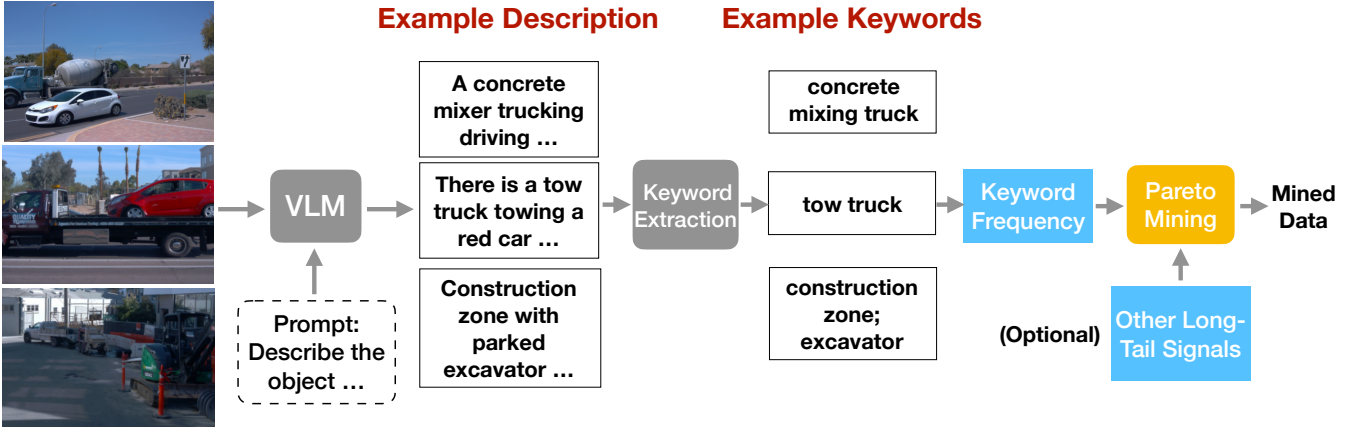 Example Description
Example Keywords
A concrete
mixer trucking
driving …
concrete
mixing truck
VLM
There is a tow
truck towing a
red car …
Keyword
Extraction
tow truck
Keyword
Frequency
Pareto
Mining
Mined
Data
Prompt:
Describe the
object …
Construction
zone with
parked
excavator …
construction
zone;
excavator
(Optional)
Other Long-
Tail Signals
QUALITY